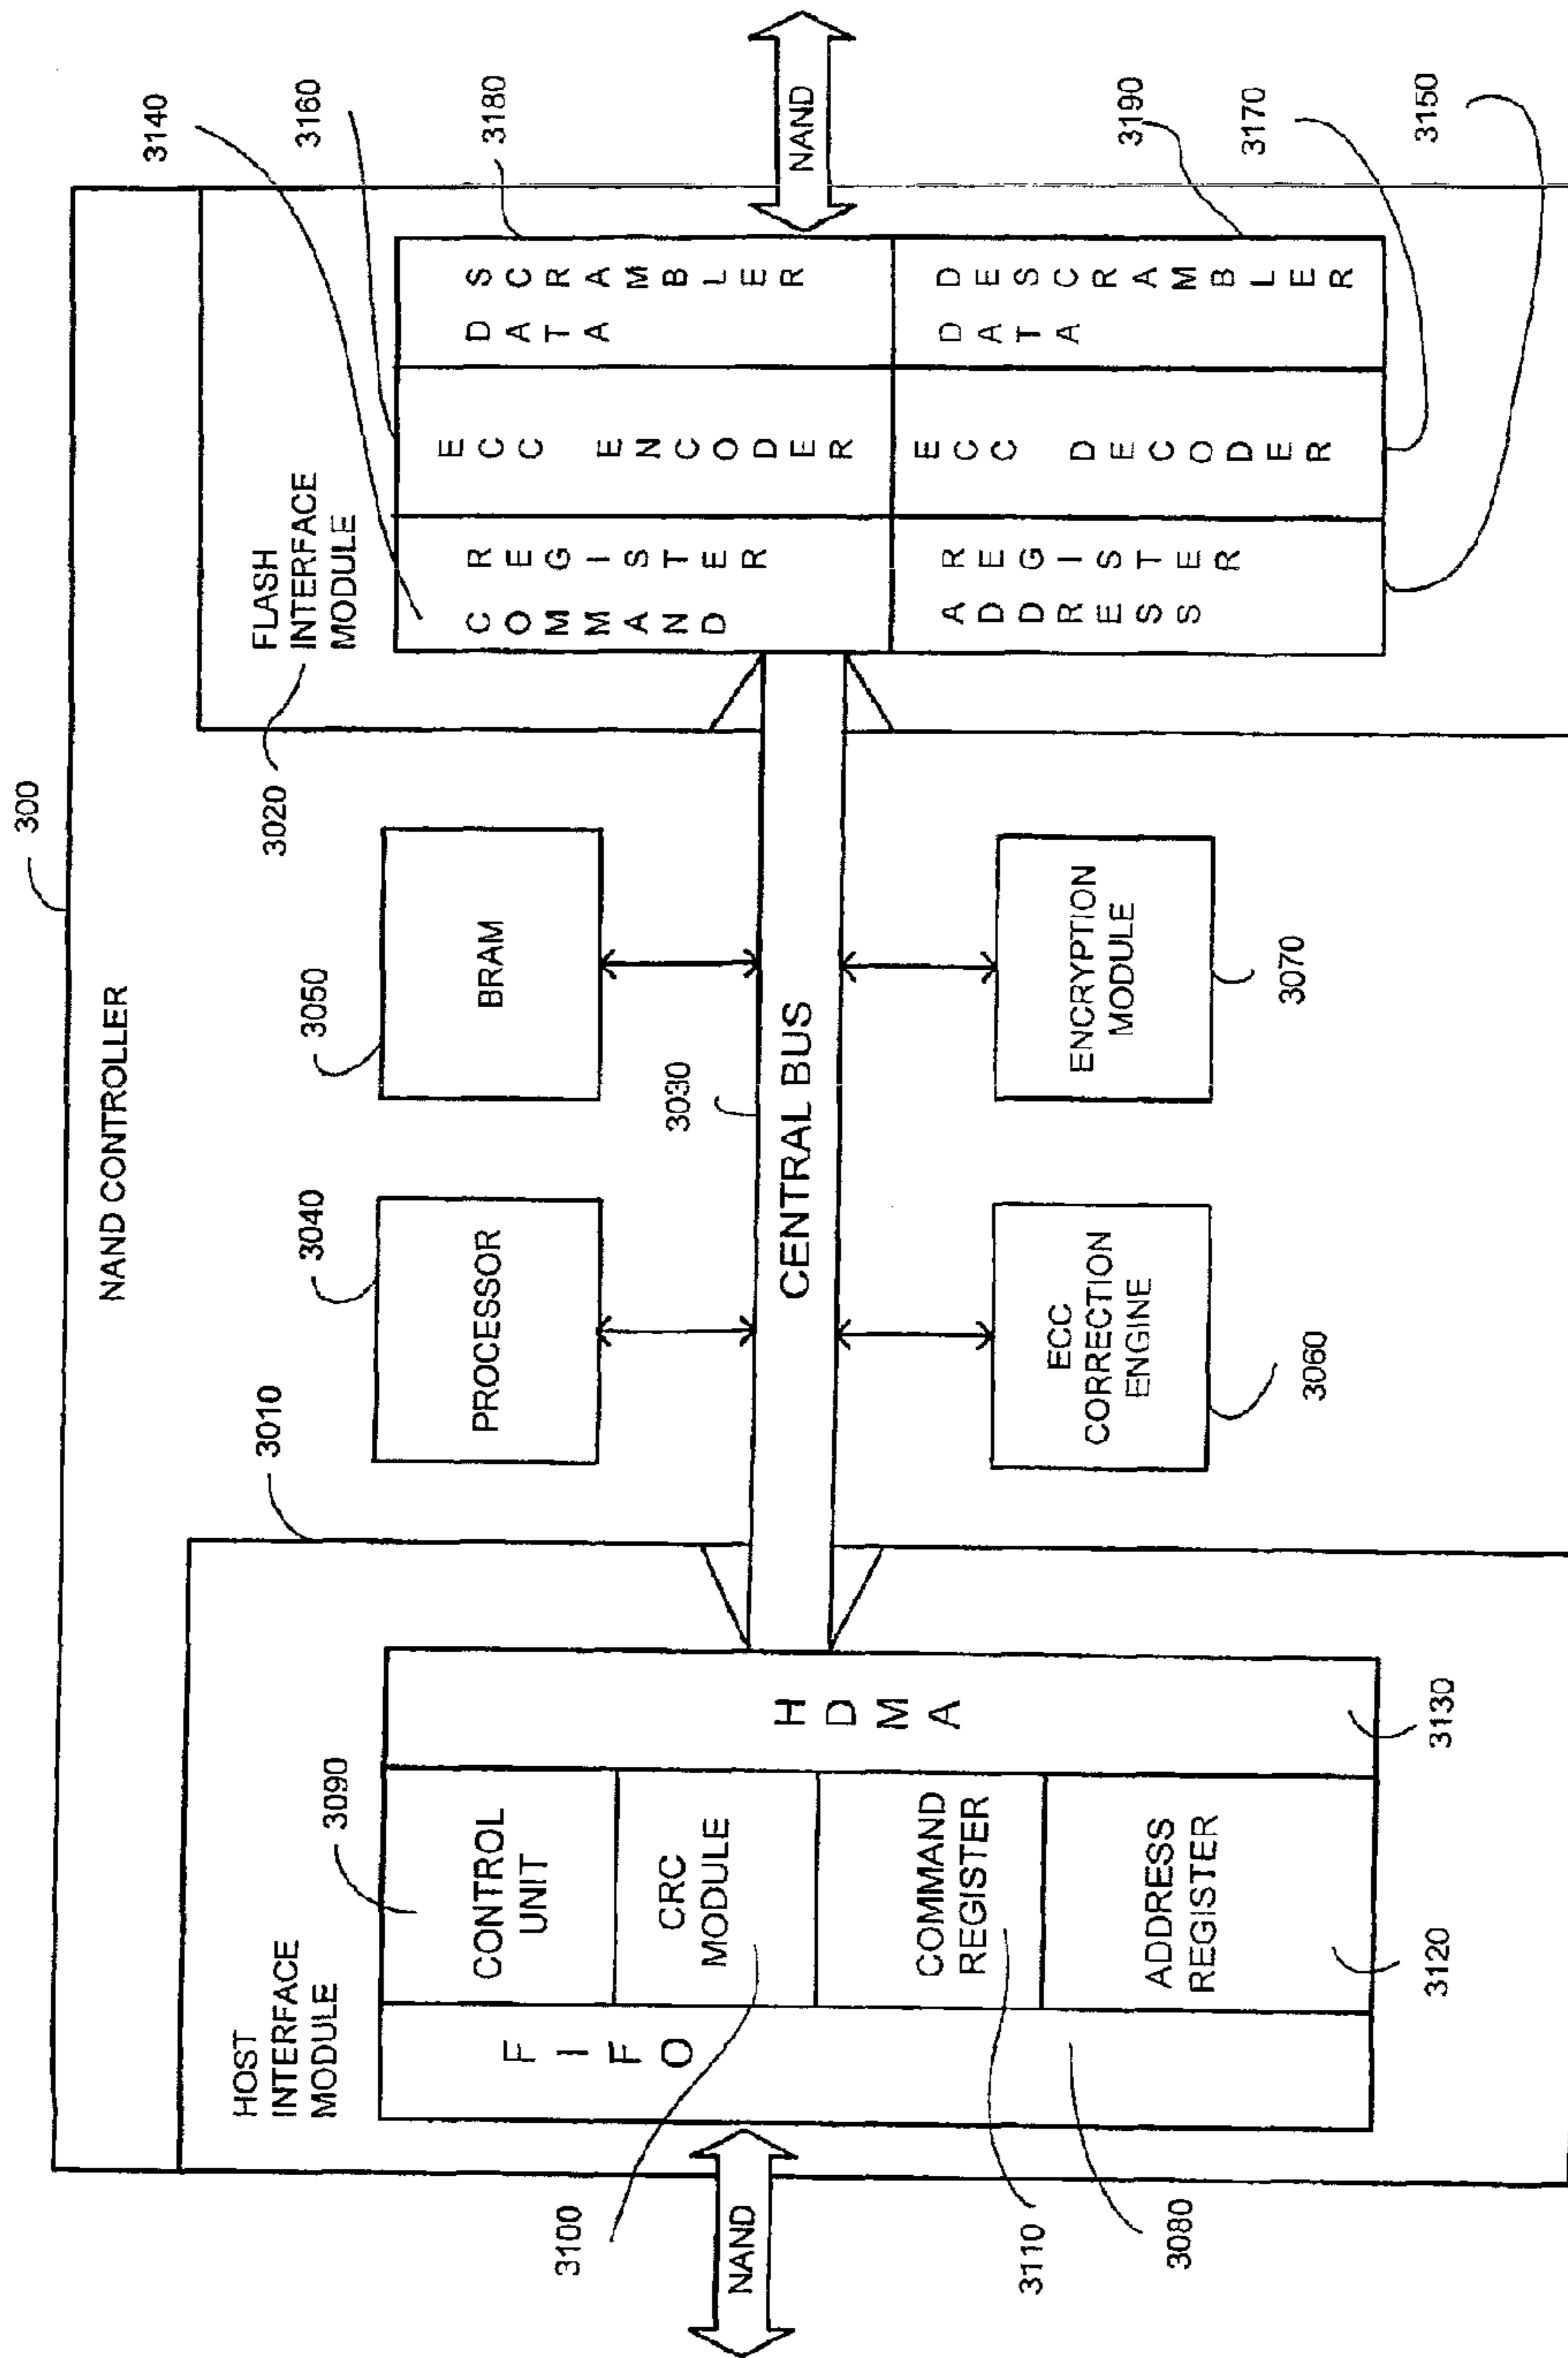 300
NAND CONTROLLER
HOST
INTERFACE
MODULE
3010
NAND
FIFO
3080
CONTROL
UNIT
3090
CRC
MODULE
3100
COMMAND
REGISTER
3110
ADDRESS
REGISTER
3120
HDMA
3130
PROCESSOR
3040
BRAM
3050
CENTRAL BUS
3030
ECC
CORRECTION
ENGINE
3060
ENCRYPTION
MODULE
3070
FLASH
INTERFACE
MODULE
3020
COMMAND
REGISTER
3140
ADDRESS
REGISTER
3150
ECC ENCODER
3160
ECC DECODER
3170
DATA
SCRAMBLER
3180
DATA
DESCRAMBLER
3190
NAND